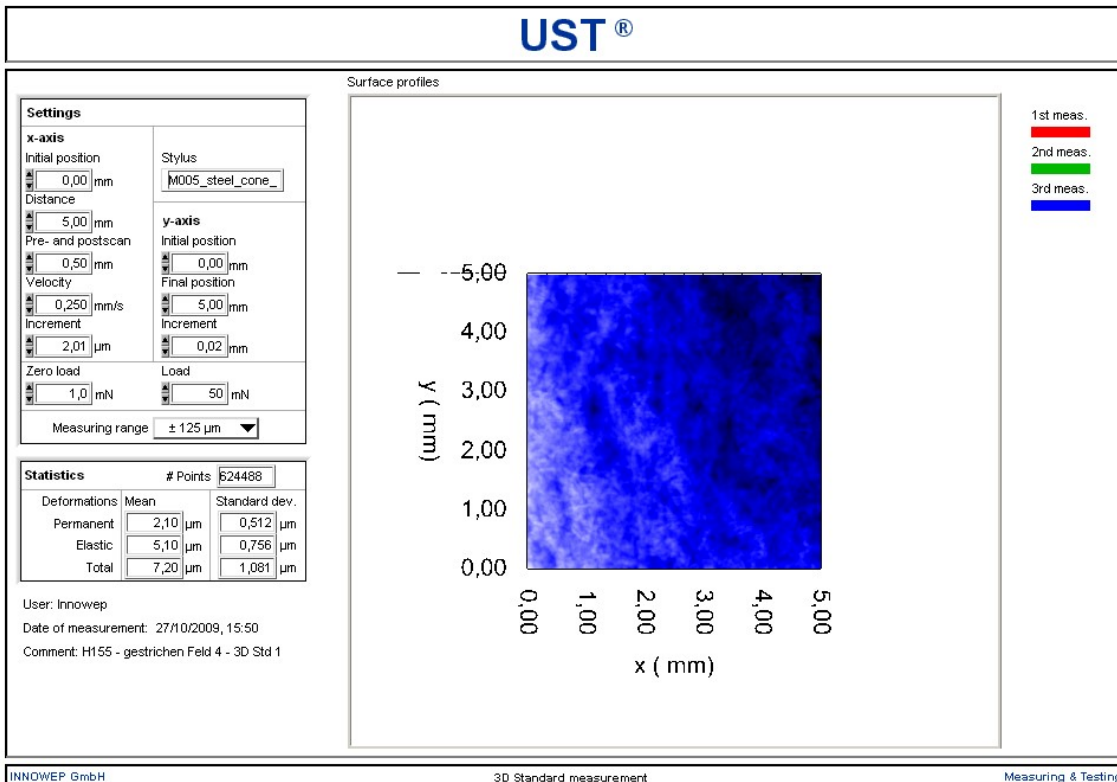 UST ®
Surface profiles
Settings
x-axis
Initial position
0,00 mm
Stylus
M005_steel_cone_
Distance
5,00 mm
y-axis
Pre- and postscan
0,50 mm
Initial position
0,00 mm
Velocity
0,250 mm/s
Final position
5,00 mm
Increment
2,01 µm
Increment
0,02 mm
Zero load
1,0 mN
Load
50 mN
Measuring range ± 125 µm
Statistics # Points 624488
Deformations Mean Standard dev.
Permanent 2,10 µm 0,512 µm
Elastic 5,10 µm 0,756 µm
Total 7,20 µm 1,081 µm
User: Innowep
Date of measurement: 27/10/2009, 15:50
Comment: H155 - gestrichen Feld 4 - 3D Std 1
5,00
4,00
3,00
2,00
1,00
0,00
y ( mm)
0,00 1,00 2,00 3,00 4,00 5,00
x ( mm)
1st meas.
2nd meas.
3rd meas.
INNOWEP GmbH
3D Standard measurement
Measuring & Testing